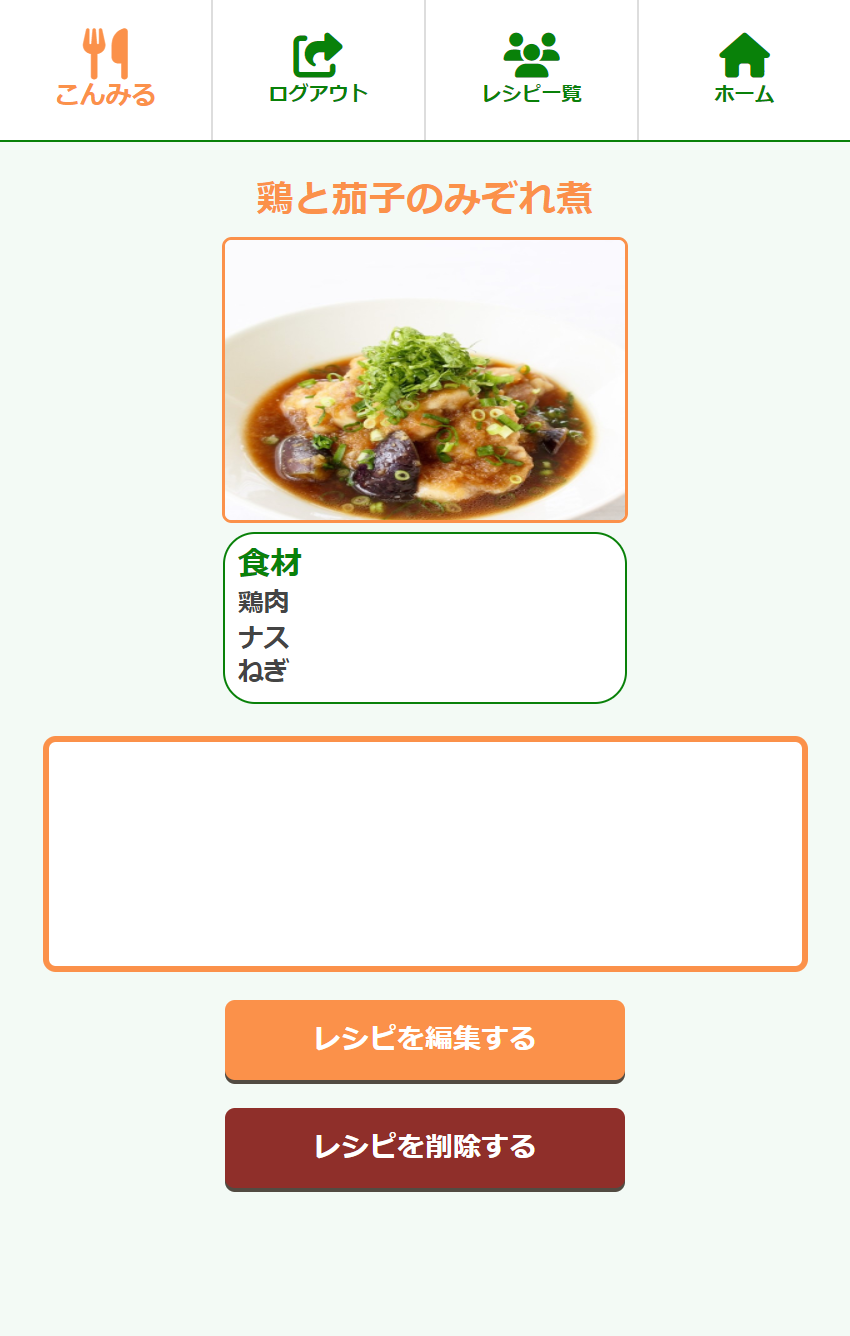 こんみる
ログアウト
レシピ一覧
ホーム
鶏と茄子のみぞれ煮
食材
鶏肉
ナス
ねぎ
レシピを編集する
レシピを削除する